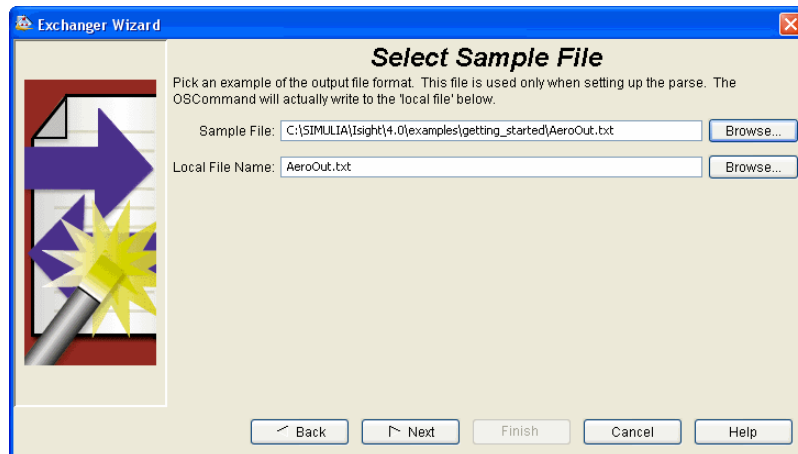 Exchanger Wizard
Select Sample File
Pick an example of the output file format. This file is used only when setting up the parse. The
OSCommand will actually write to the 'local file' below.
Sample File: C:\SIMULIA\Isight\4.0\examples\getting_started\AeroOut.txt Browse...
Local File Name: AeroOut.txt Browse...
Back Next Finish Cancel Help